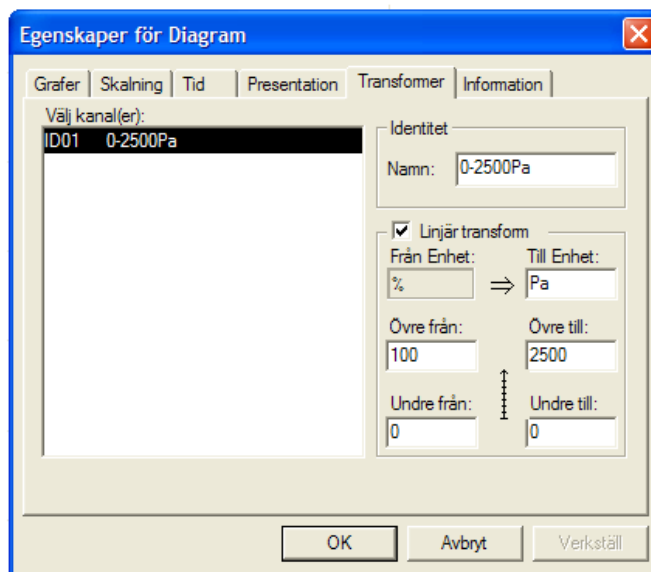 Egenskaper för Diagram
Grafer Skalning Tid Presentation Transformer Information
Välj kanal(er):
ID01 0-2500Pa
Identitet
Namn: 0-2500Pa
Linjär transform
Från Enhet: Till Enhet:
% ⇒ Pa
Övre från: Övre till:
100 2500
Undre från: Undre till:
0 0
OK Avbryt Verkställ